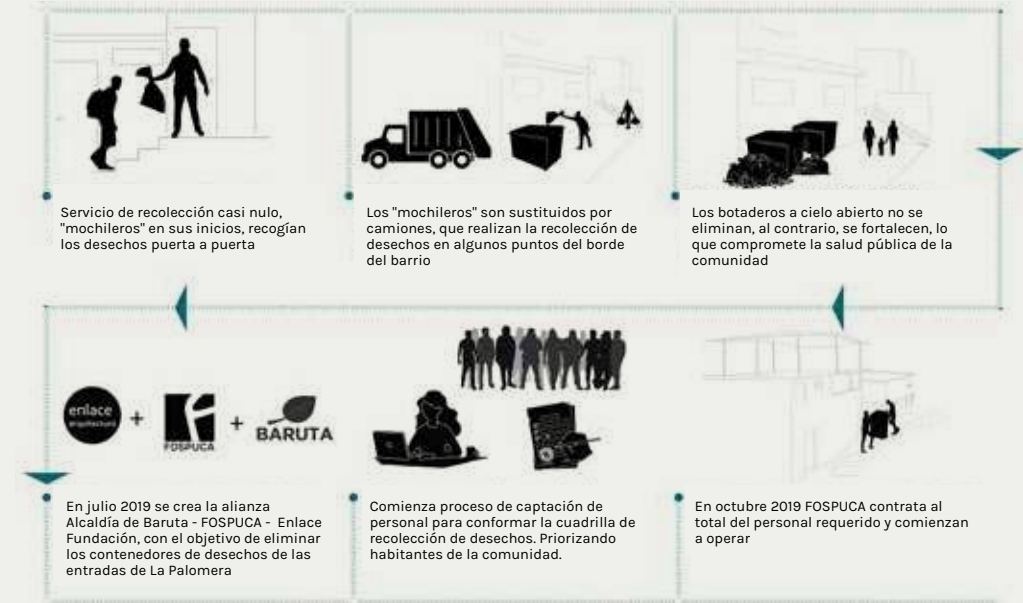 Servicio de recolección casi nulo,
"mochileros" en sus inicios, recogían
los desechos puerta a puerta
Los "mochileros" son sustituidos por
camiones, que realizan la recolección de
desechos en algunos puntos del borde
del barrio
Los botaderos a cielo abierto no se
eliminan, al contrario, se fortalecen, lo
que compromete la salud pública de la
comunidad
enlace
arquitectura
+
FOSPUCA
+
BARUTA
En julio 2019 se crea la alianza
Alcaldía de Baruta - FOSPUCA - Enlace
Fundación, con el objetivo de eliminar
los contenedores de desechos de las
entradas de La Palomera
Comienza proceso de captación de
personal para conformar la cuadrilla de
recolección de desechos. Priorizando
habitantes de la comunidad.
En octubre 2019 FOSPUCA contrata al
total del personal requerido y comienzan
a operar